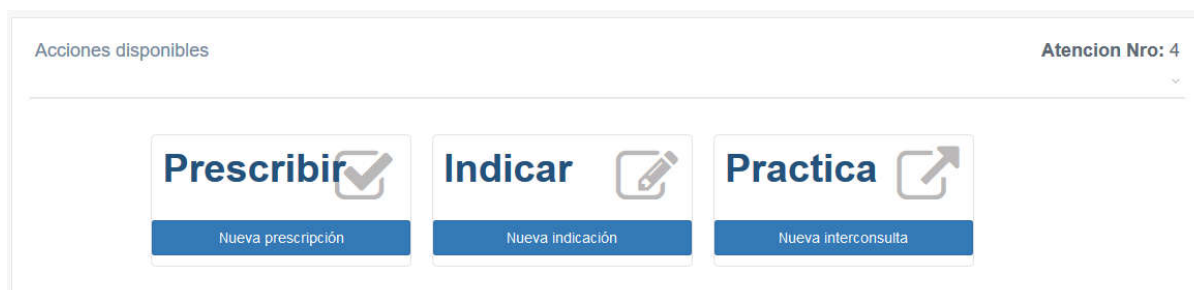 Acciones disponibles
Atencion Nro: 4
Prescribir
Indicar
Practica
Nueva prescripción
Nueva indicación
Nueva interconsulta